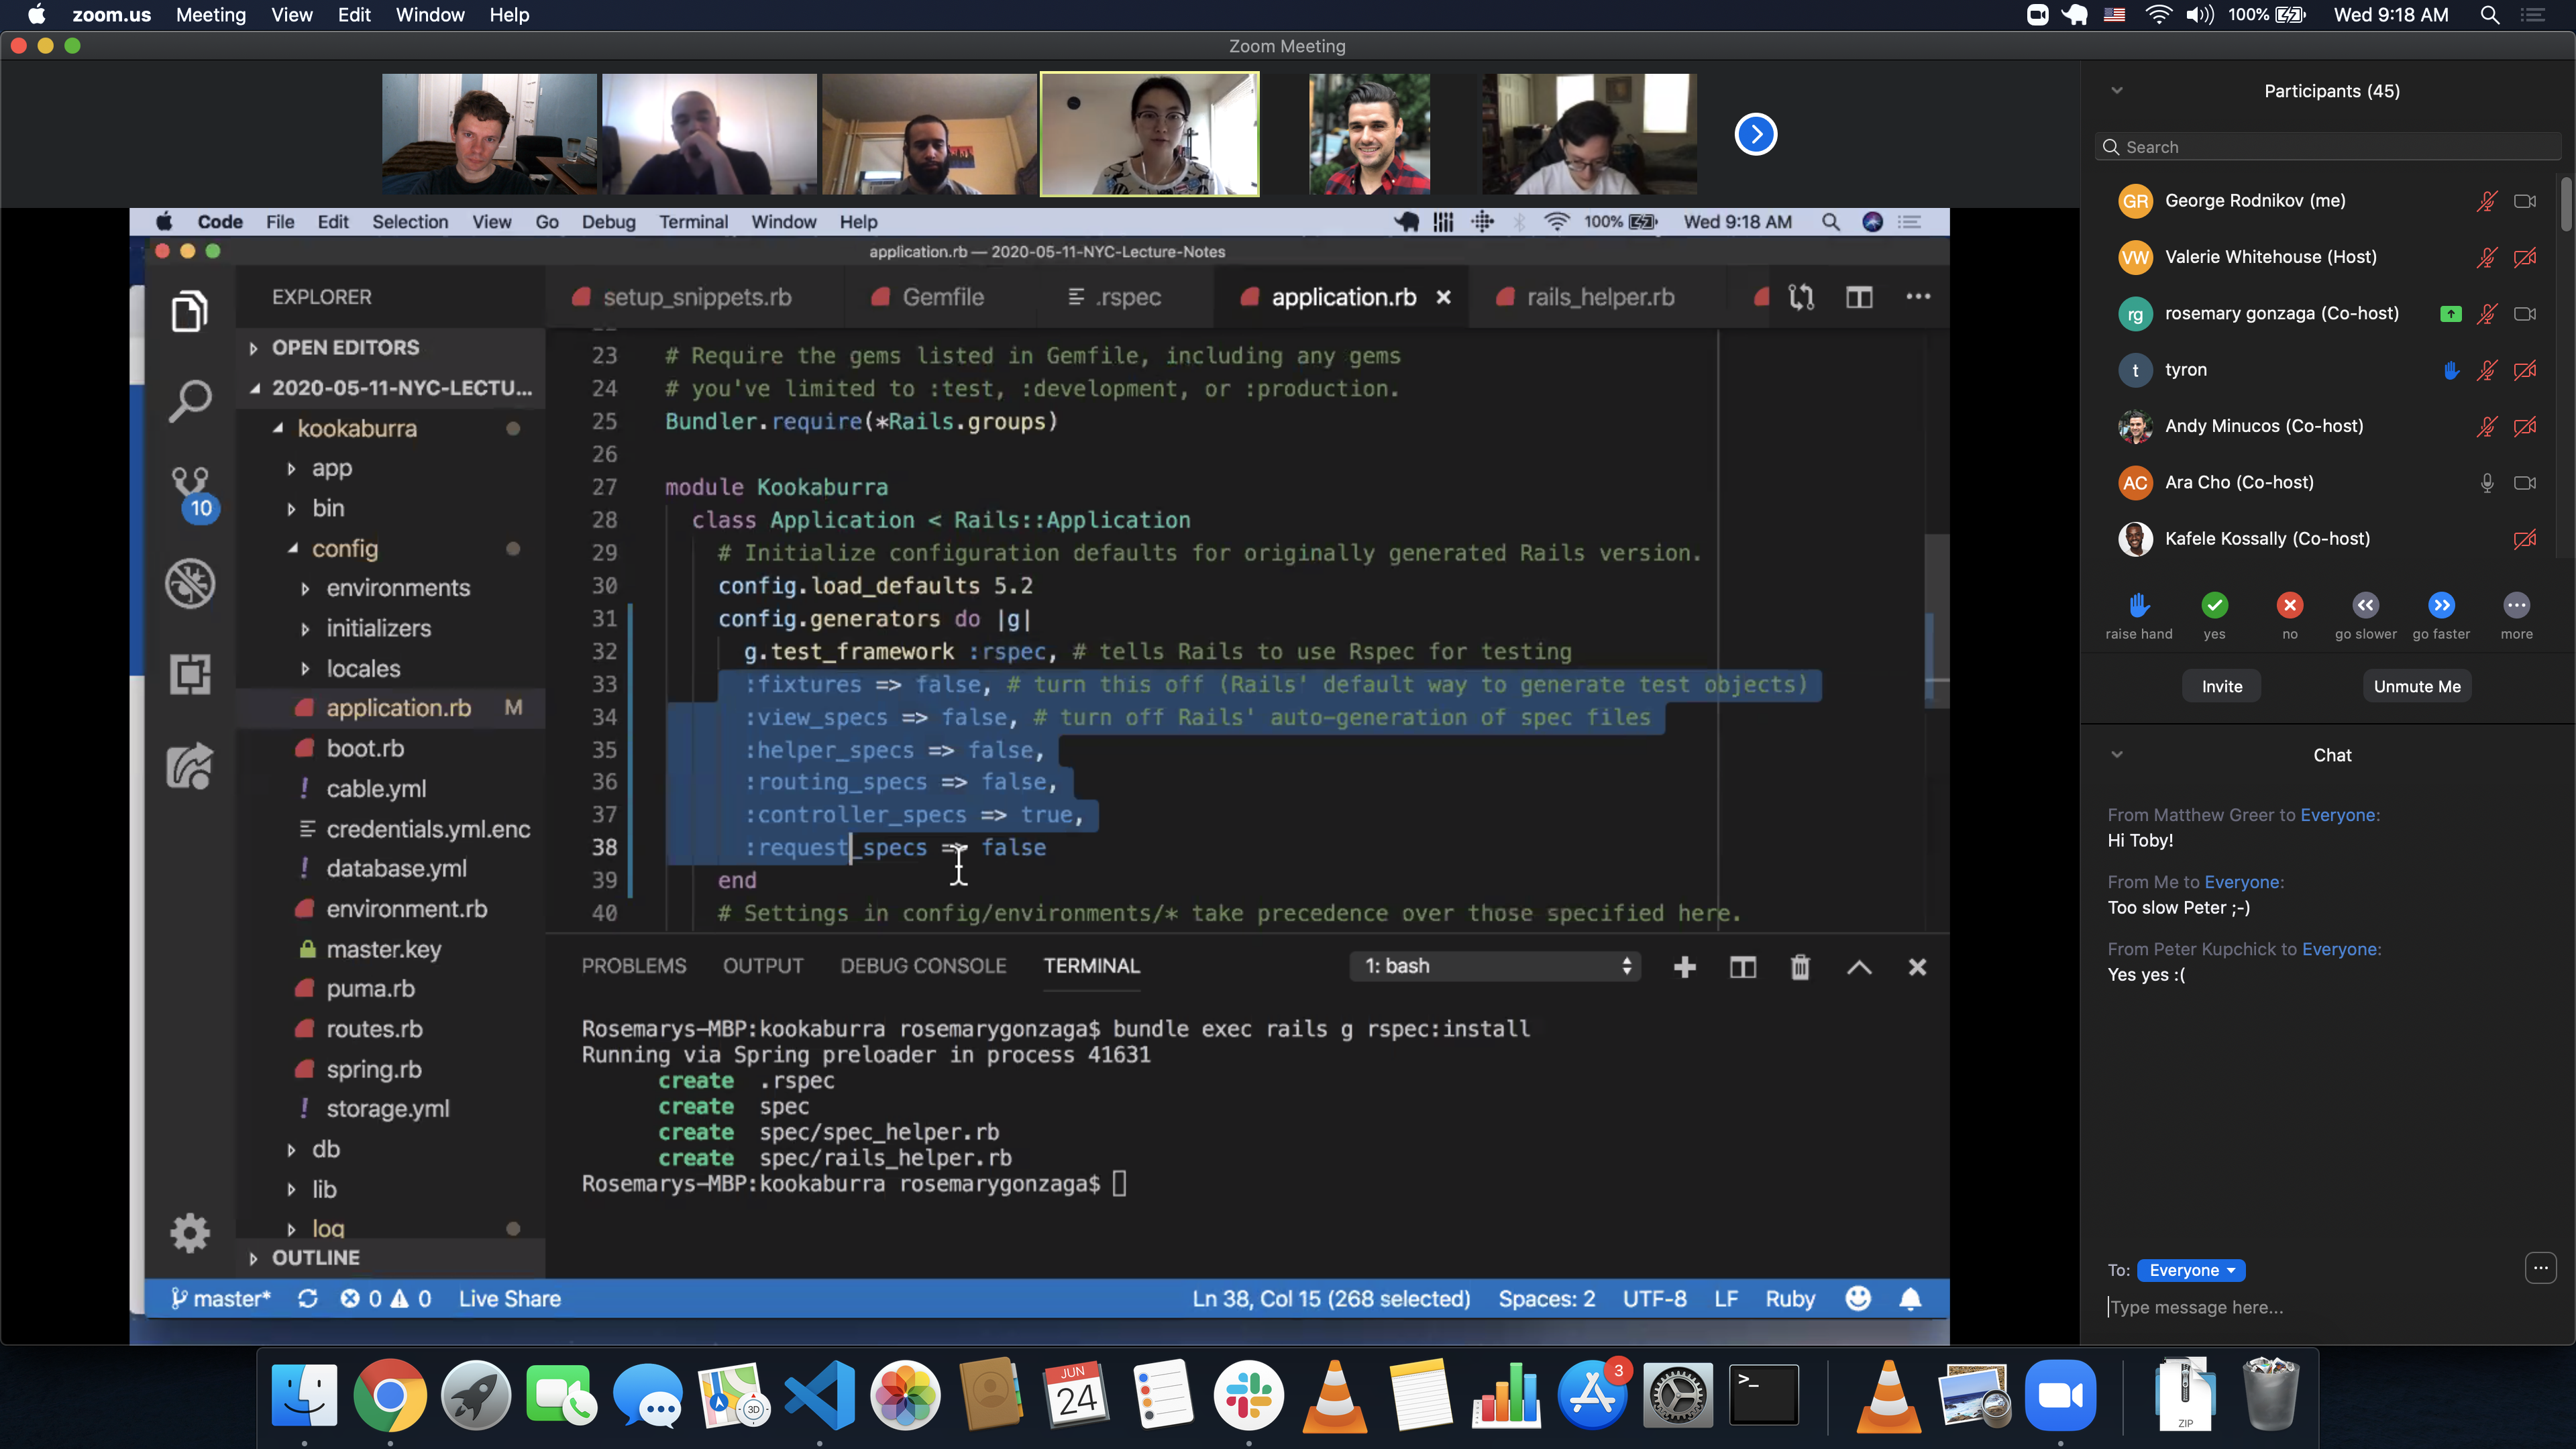 zoom.us Meeting View Edit Window Help
100% Wed 9:18 AM
Zoom Meeting
Code File Edit Selection View Go Debug Terminal Window Help
100% Wed 9:18 AM
application.rb — 2020-05-11-NYC-Lecture-Notes
EXPLORER
setup_snippets.rb Gemfile .rspec application.rb rails_helper.rb
OPEN EDITORS
2020-05-11-NYC-LECTU...
kookaburra
app
bin
config
environments
initializers
locales
application.rb M
boot.rb
cable.yml
credentials.yml.enc
database.yml
environment.rb
master.key
puma.rb
routes.rb
spring.rb
storage.yml
db
lib
log
OUTLINE
10
23 # Require the gems listed in Gemfile, including any gems
24 # you've limited to :test, :development, or :production.
25 Bundler.require(*Rails.groups)
26
27 module Kookaburra
28 class Application < Rails::Application
29 # Initialize configuration defaults for originally generated Rails version.
30 config.load_defaults 5.2
31 config.generators do |g|
32 g.test_framework :rspec, # tells Rails to use Rspec for testing
33 :fixtures => false, # turn this off (Rails' default way to generate test objects)
34 :view_specs => false, # turn off Rails' auto-generation of spec files
35 :helper_specs => false,
36 :routing_specs => false,
37 :controller_specs => true,
38 :request_specs => false
39 end
40 # Settings in config/environments/* take precedence over those specified here.
PROBLEMS OUTPUT DEBUG CONSOLE TERMINAL 1: bash
Rosemarys-MBP:kookaburra rosemarygonzaga$ bundle exec rails g rspec:install
Running via Spring preloader in process 41631
create .rspec
create spec
create spec/spec_helper.rb
create spec/rails_helper.rb
Rosemarys-MBP:kookaburra rosemarygonzaga$
master* 0 0 Live Share Ln 38, Col 15 (268 selected) Spaces: 2 UTF-8 LF Ruby
Participants (45)
Search
GR George Rodnikov (me)
VW Valerie Whitehouse (Host)
rg rosemary gonzaga (Co-host)
t tyron
Andy Minucos (Co-host)
AC Ara Cho (Co-host)
Kafele Kossally (Co-host)
raise hand yes no go slower go faster more
Invite Unmute Me
Chat
From Matthew Greer to Everyone:
Hi Toby!
From Me to Everyone:
Too slow Peter ;-)
From Peter Kupchick to Everyone:
Yes yes :(
To: Everyone
Type message here...
3D
JUN
24
3
>_
ZIP